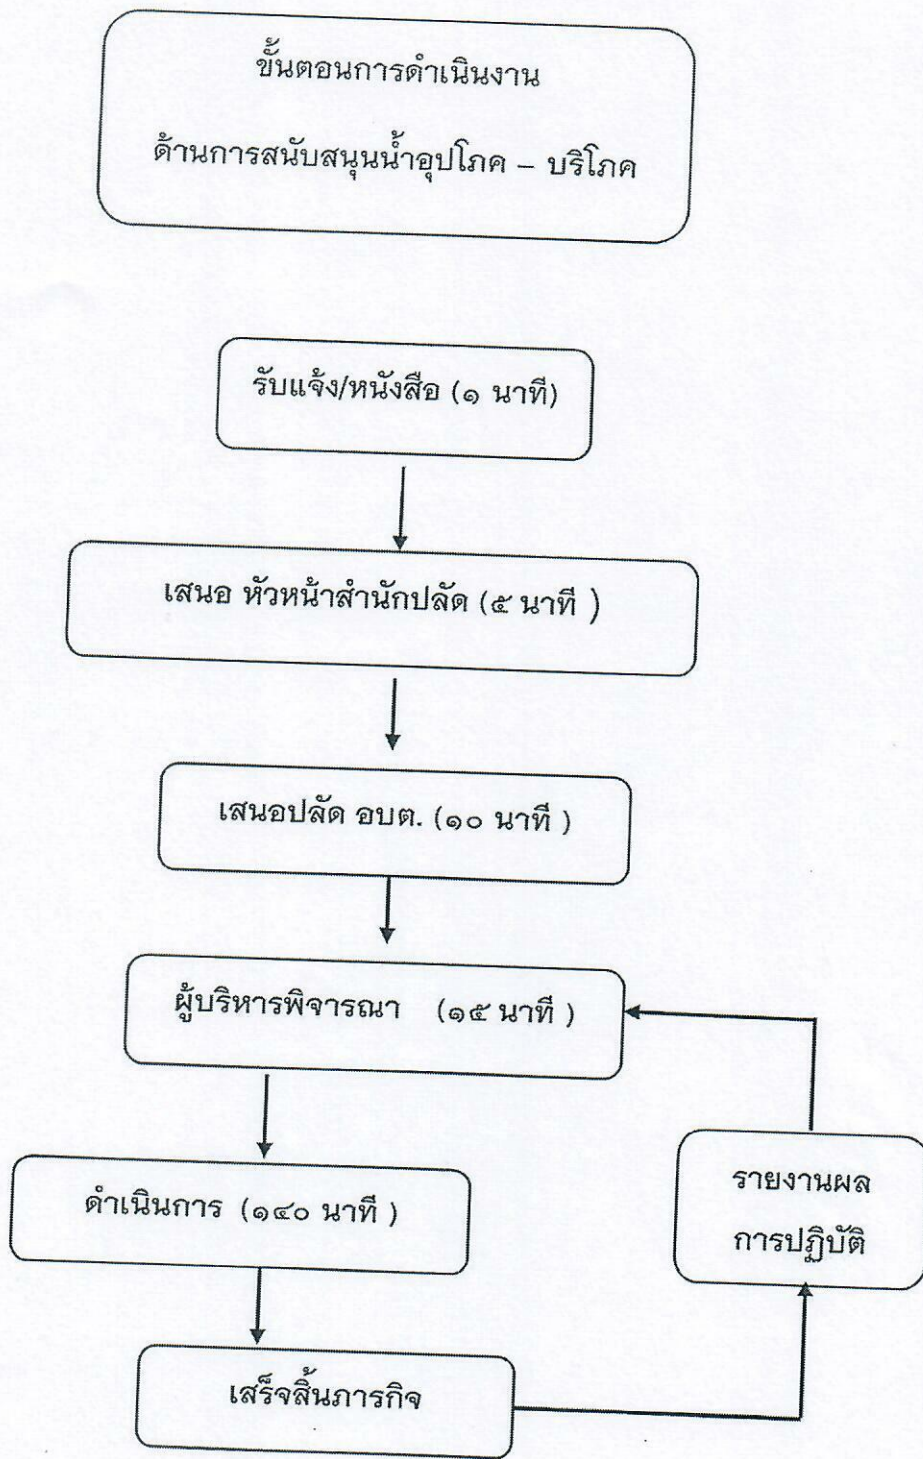 ขั้นตอนการดำเนินงาน
ด้านการสนับสนุนน้ำอุปโภค – บริโภค
รับแจ้ง/หนังสือ (๑ นาที)
เสนอ หัวหน้าสำนักปลัด (๕ นาที )
เสนอปลัด อบต. (๑๐ นาที )
ผู้บริหารพิจารณา (๑๕ นาที )
ดำเนินการ (๑๔๐ นาที )
รายงานผล
การปฏิบัติ
เสร็จสิ้นภารกิจ